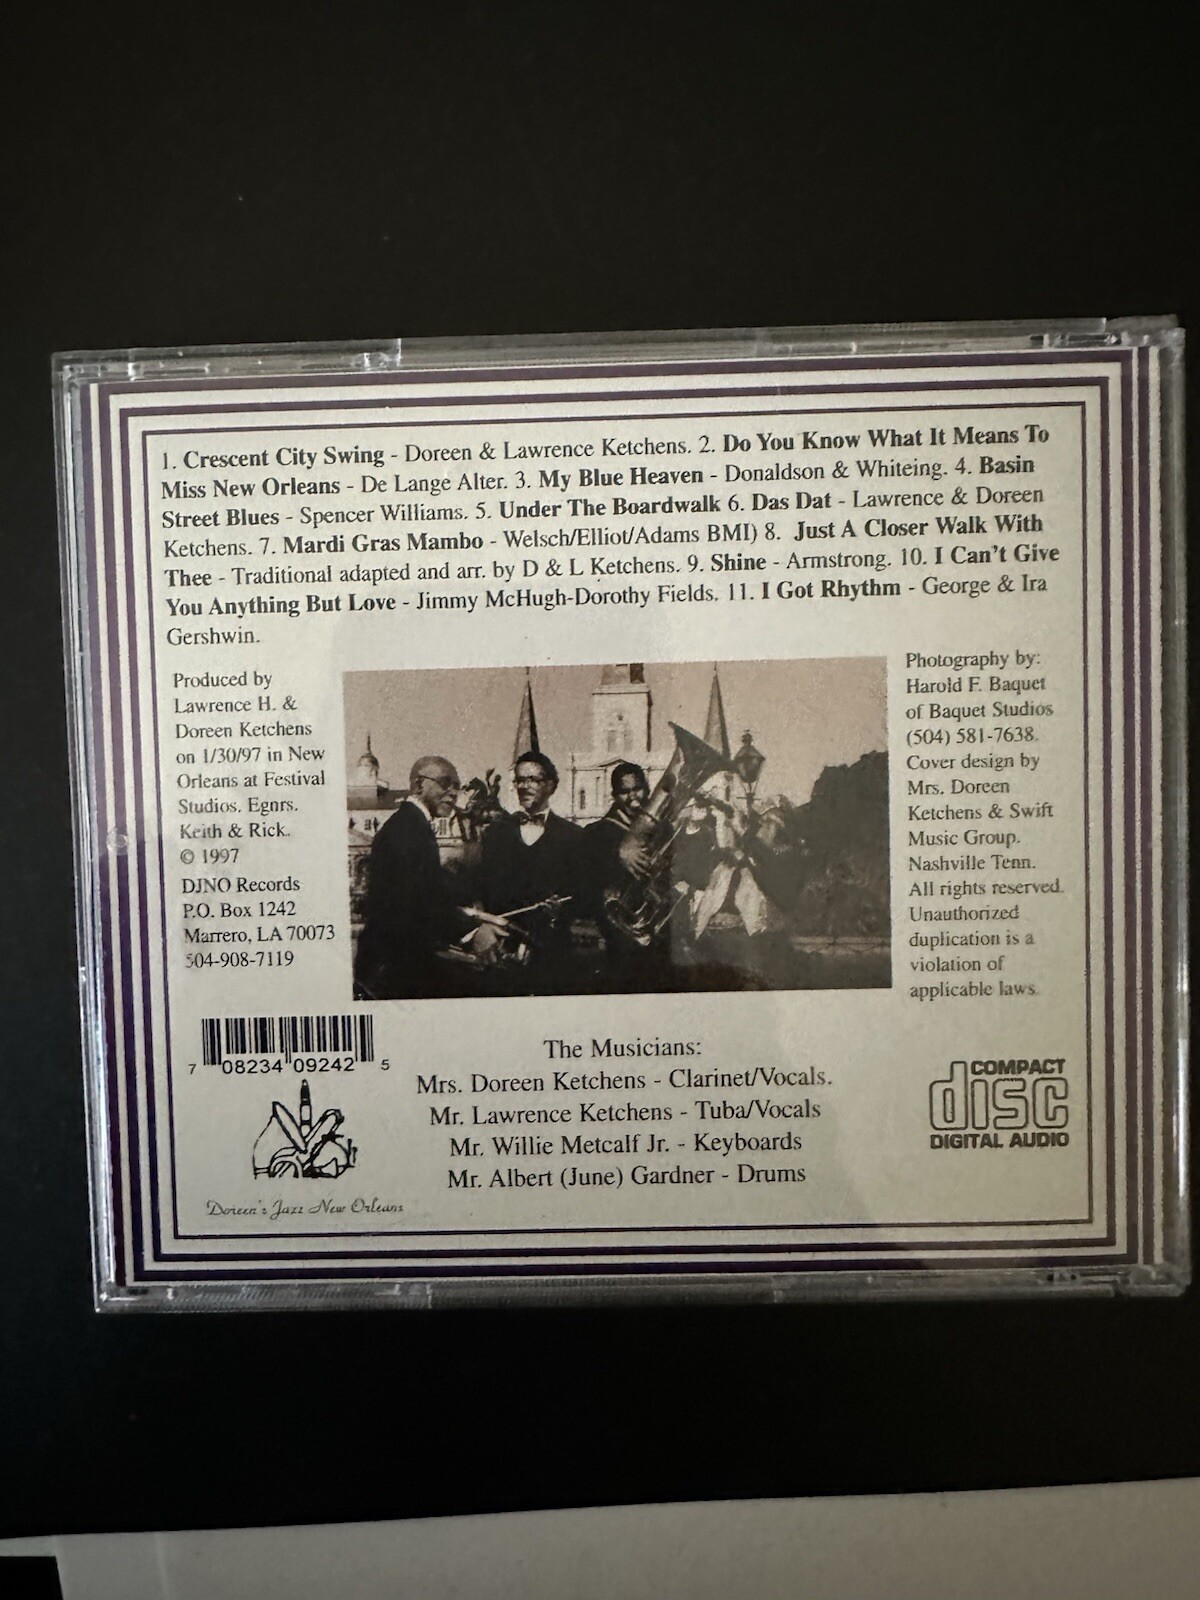 1. Crescent City Swing - Doreen & Lawrence Ketchens. 2. Do You Know What It Means To
Miss New Orleans - De Lange Alter. 3. My Blue Heaven - Donaldson & Whiteing. 4. Basin
Street Blues - Spencer Williams. 5. Under The Boardwalk 6. Das Dat - Lawrence & Doreen
Ketchens. 7. Mardi Gras Mambo - Welsch/Elliot/Adams BMI) 8. Just A Closer Walk With
Thee - Traditional adapted and arr. by D & L Ketchens. 9. Shine - Armstrong. 10. I Can't Give
You Anything But Love - Jimmy McHugh-Dorothy Fields. 11. I Got Rhythm - George & Ira
Gershwin.
Produced by
Lawrence H. &
Doreen Ketchens
on 1/30/97 in New
Orleans at Festival
Studios. Egnrs.
Keith & Rick.
© 1997
DJNO Records
P.O. Box 1242
Marrero, LA 70073
504-908-7119
Photography by:
Harold F. Baquet
of Baquet Studios
(504) 581-7638.
Cover design by
Mrs. Doreen
Ketchens & Swift
Music Group.
Nashville Tenn.
All rights reserved.
Unauthorized
duplication is a
violation of
applicable laws.
7 08234 09242 5
Doreen's Jazz New Orleans
The Musicians:
Mrs. Doreen Ketchens - Clarinet/Vocals.
Mr. Lawrence Ketchens - Tuba/Vocals
Mr. Willie Metcalf Jr. - Keyboards
Mr. Albert (June) Gardner - Drums
COMPACT
disc
DIGITAL AUDIO